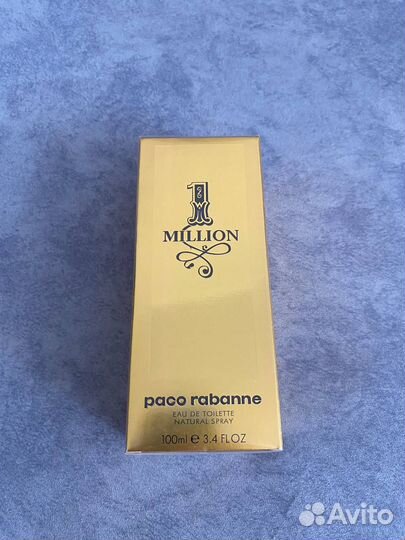 1
MILLION
paco rabanne
EAU DE TOILETTE
NATURAL SPRAY
100ml e 3.4 FL OZ
Avito